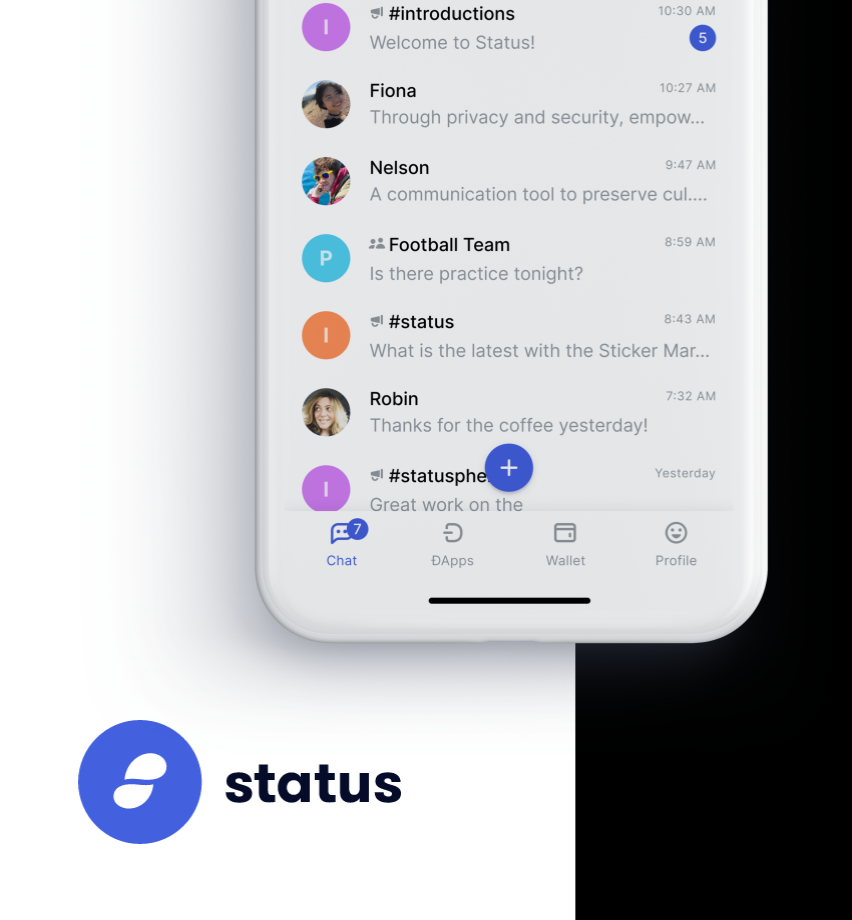 I
#introductions
10:30 AM
Welcome to Status!
5
Fiona
10:27 AM
Through privacy and security, empow...
Nelson
9:47 AM
A communication tool to preserve cul....
P
Football Team
8:59 AM
Is there practice tonight?
I
#status
8:43 AM
What is the latest with the Sticker Mar...
Robin
7:32 AM
Thanks for the coffee yesterday!
+
I
#statusphe
Yesterday
Great work on the
7
Chat
ĐApps
Wallet
Profile
status